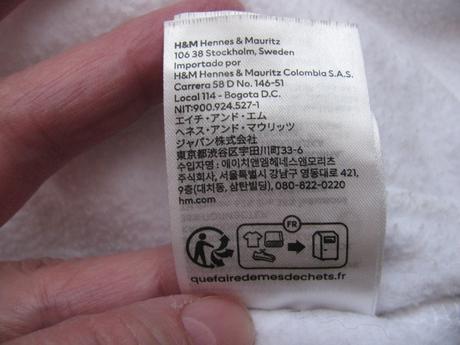 H&M Hennes & Mauritz
106 38 Stockholm, Sweden
Importado por
H&M Hennes & Mauritz Colombia S.A.S.
Carrera 58 D No. 146-51
Local 114 - Bogota D.C.
NIT:900.924.527-1
エイチ・アンド・エム
ヘネス・アンド・マウリッツ
ジャパン株式会社
東京都渋谷区宇田川町33-6
수입자명 : 에이치앤엠헤네스앤모리츠
주식회사, 서울특별시 강남구 영동대로 421,
9층(대치동, 삼탄빌딩), 080-822-0220
hm.com
FR
quefairedemesdechets.fr